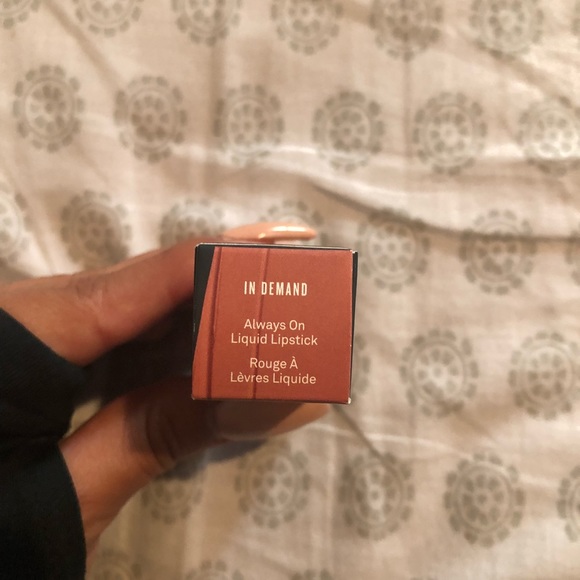 IN DEMAND
Always On
Liquid Lipstick
Rouge À
Lèvres Liquide